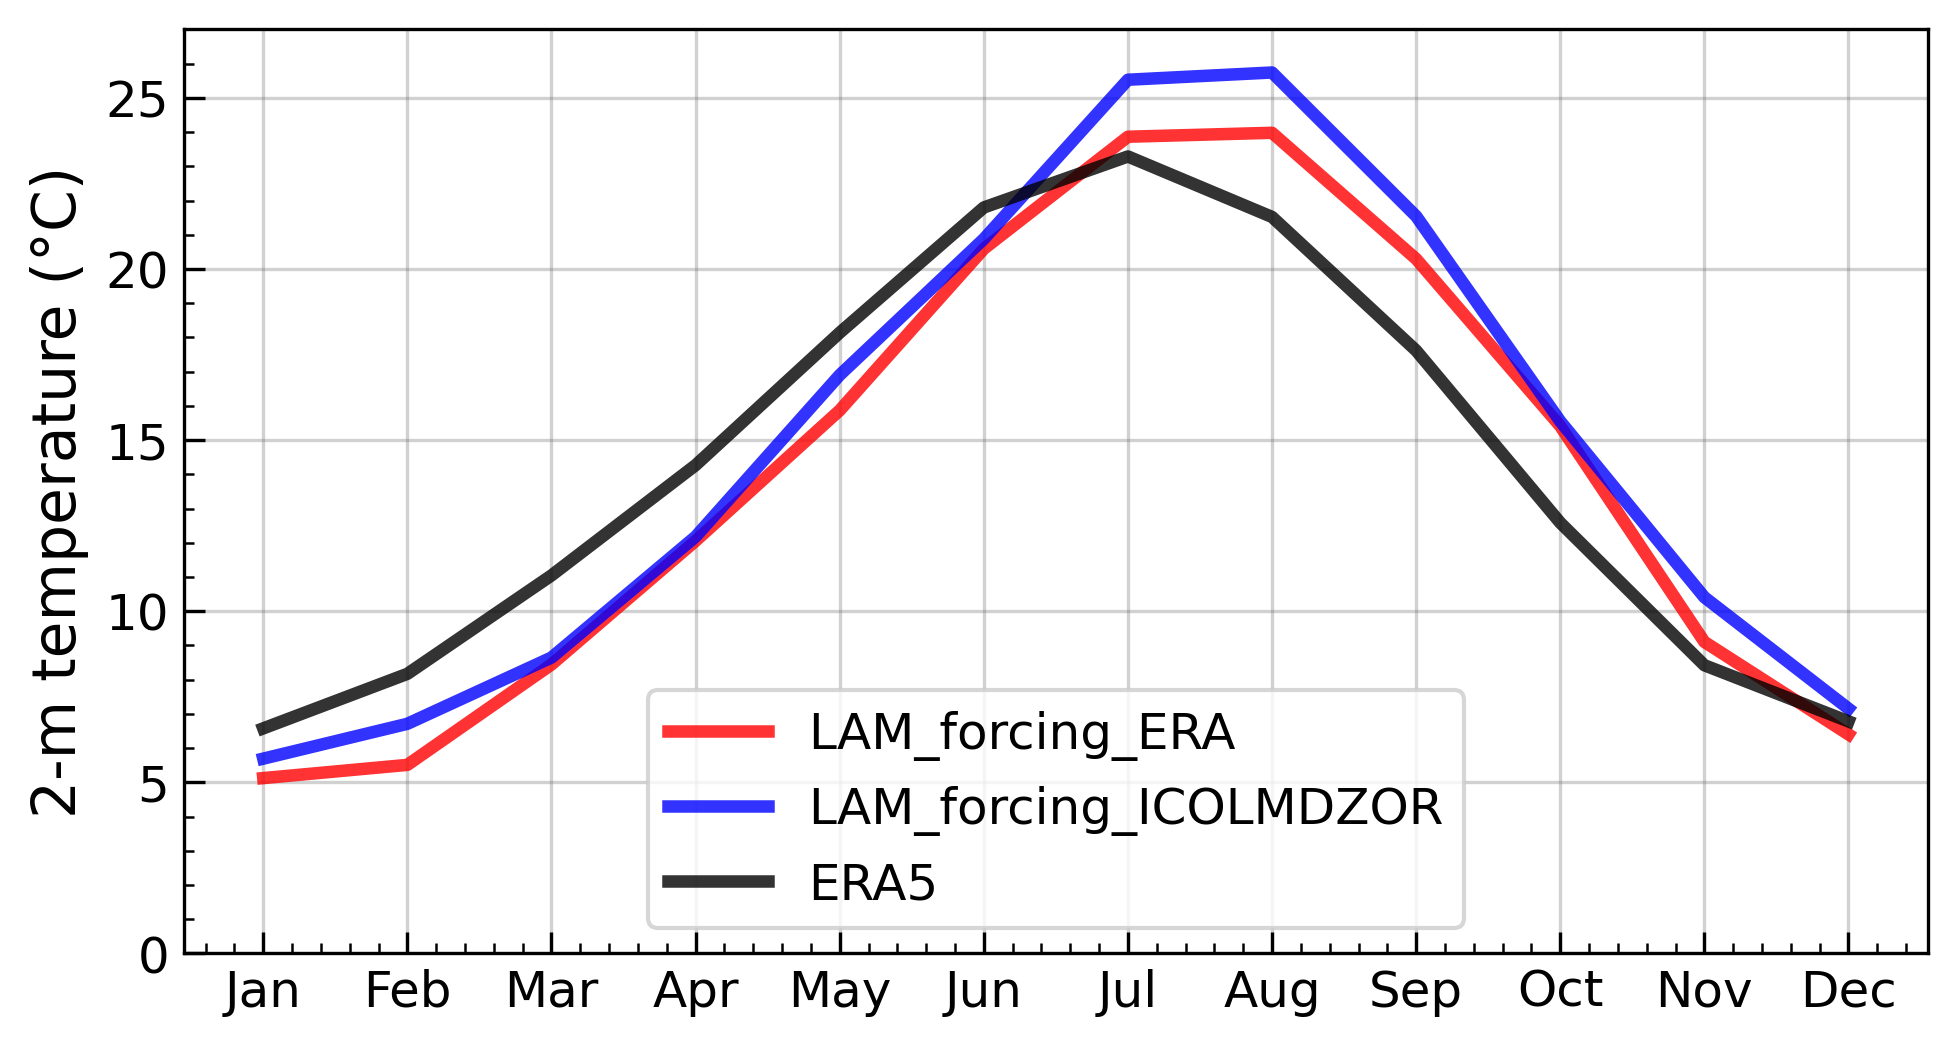 2-m temperature (°C)
25
20
15
10
5
0
LAM_forcing_ERA
LAM_forcing_ICOLMDZOR
ERA5
Jan Feb Mar Apr May Jun Jul Aug Sep Oct Nov Dec